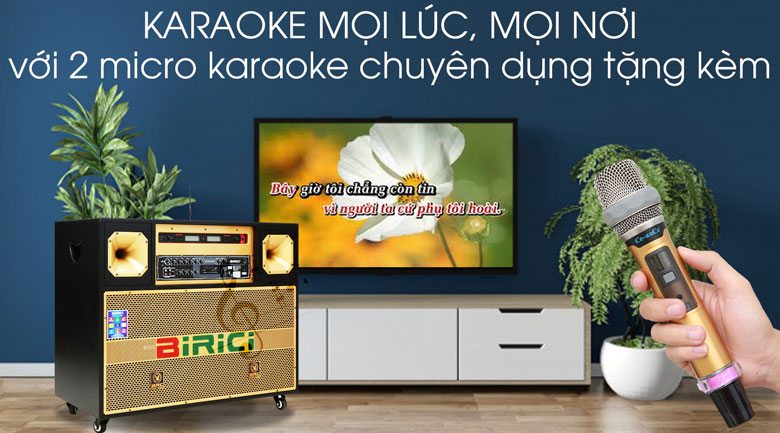 KARAOKE MỌI LÚC, MỌI NƠI
với 2 micro karaoke chuyên dụng tặng kèm
Bây giờ tôi chẳng còn tin
vì người ta cứ phụ tôi hoài.
BiRiCi